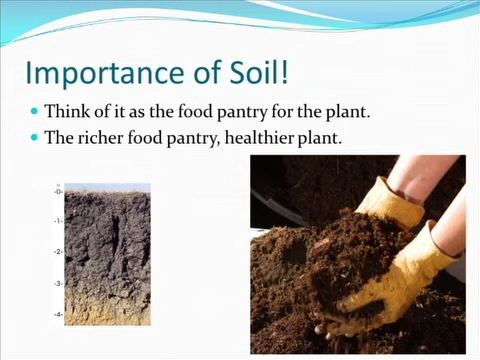 Importance of Soil!
Think of it as the food pantry for the plant.
The richer food pantry, healthier plant.
-0-
-1-
-2-
-3-
-4-